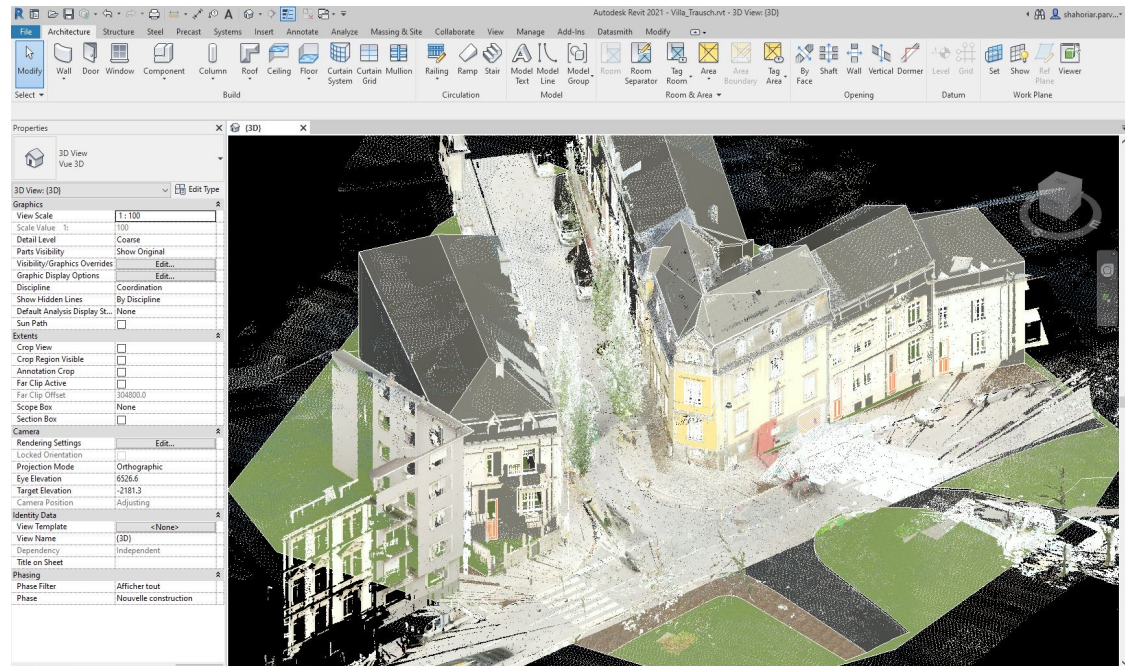 Autodesk Revit 2021 - Villa_Trausch.rvt - 3D View: {3D}
shahoriar.parv...
File Architecture Structure Steel Precast Systems Insert Annotate Analyze Massing & Site Collaborate View Manage Add-Ins Datasmith Modify
Modify Wall Door Window Component Column Roof Ceiling Floor Curtain System Curtain Grid Mullion Railing Ramp Stair Model Text Model Line Model Group Room Room Separator Tag Room Area Area Boundary Tag Area By Face Shaft Wall Vertical Dormer Level Grid Set Show Ref Plane Viewer
Select Build Circulation Model Room & Area Opening Datum Work Plane
Properties
{3D}
3D View
Vue 3D
3D View: {3D} Edit Type
Graphics
View Scale 1 : 100
Scale Value 1: 100
Detail Level Coarse
Parts Visibility Show Original
Visibility/Graphics Overrides Edit...
Graphic Display Options Edit...
Discipline Coordination
Show Hidden Lines By Discipline
Default Analysis Display St... None
Sun Path
Extents
Crop View
Crop Region Visible
Annotation Crop
Far Clip Active
Far Clip Offset 304800.0
Scope Box None
Section Box
Camera
Rendering Settings Edit...
Locked Orientation
Projection Mode Orthographic
Eye Elevation 6526.6
Target Elevation -2181.3
Camera Position Adjusting
Identity Data
View Template <None>
View Name {3D}
Dependency Independent
Title on Sheet
Phasing
Phase Filter Afficher tout
Phase Nouvelle construction